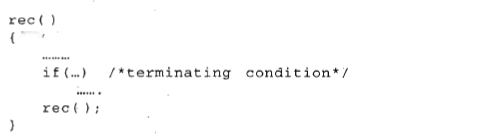 rec()
{
………
if(…) /*terminating condition*/
…….
rec();
}